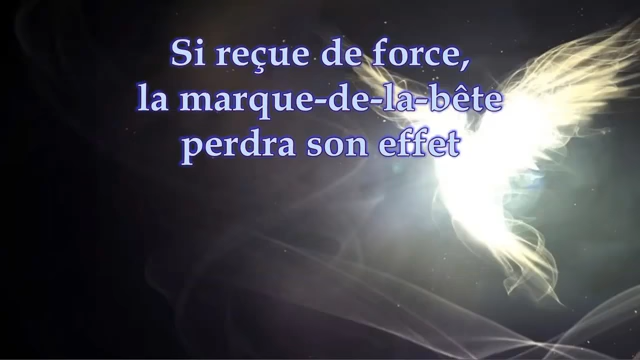 Si reçue de force,
la marque-de-la-bête
perdra son effet